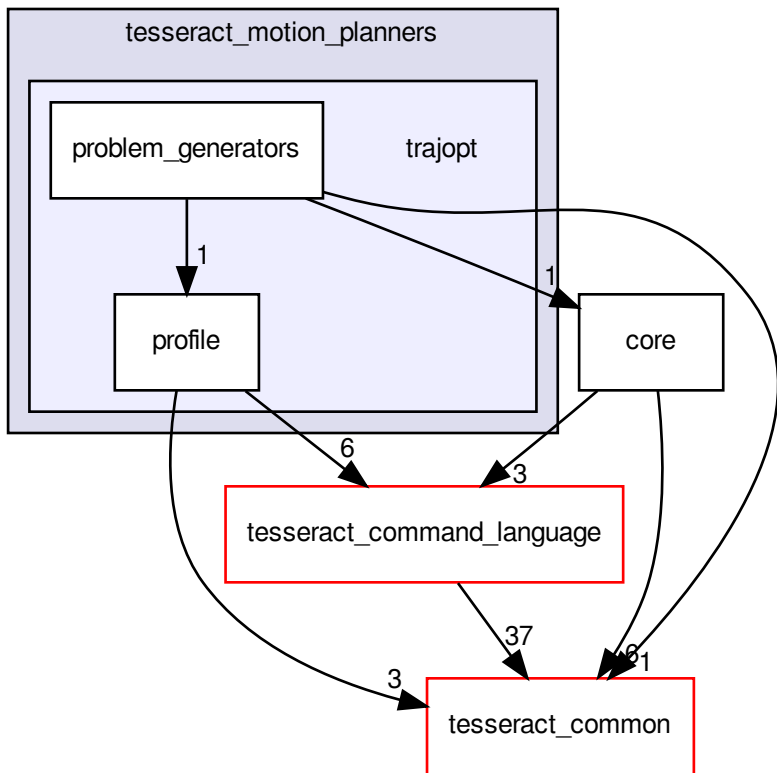 tesseract_motion_planners
problem_generators
trajopt
1
1
profile
core
6
3
tesseract_command_language
37
6
1
3
tesseract_common